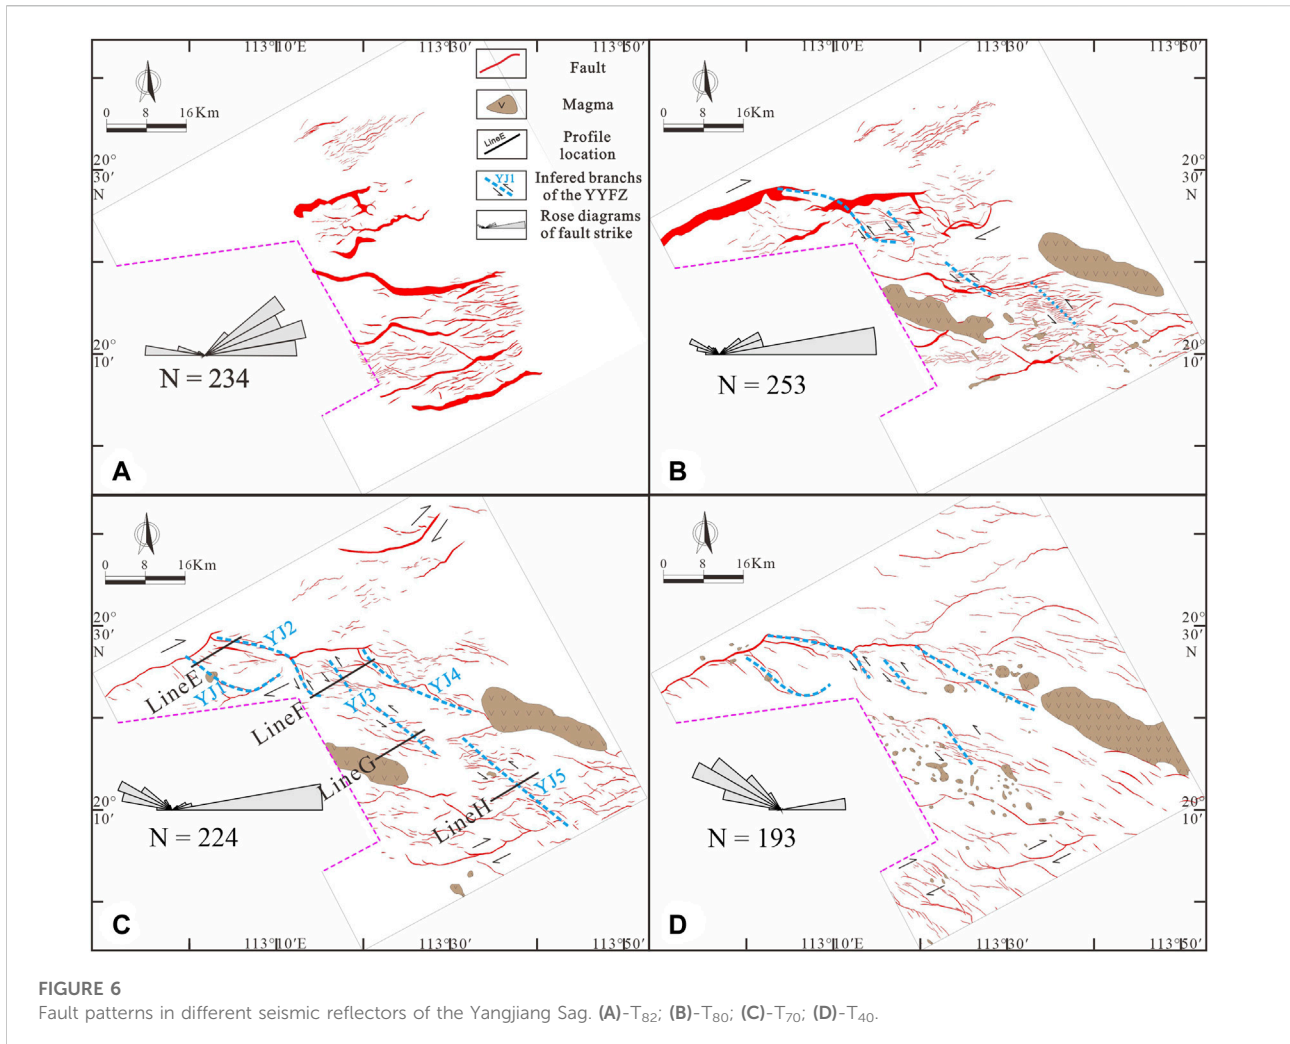 113°10′E
113°30′
113°50′
0 8 16Km
20°
30′
N
20°
10′
Fault
Magma
LineE
Profile
location
YJ1
Infered branchs
of the YYFZ
Rose diagrams
of fault strike
N = 234
A
113°10′E
113°30′
113°50′
0 8 16Km
20°
30′
N
20°
10′
N = 253
B
0 8 16Km
20°
30′
N
20°
10′
YJ2
LineE
YJ1
LineF
YJ3
YJ4
LineG
LineH
YJ5
N = 224
C
113°10′E
113°30′
113°50′
0 8 16Km
20°
30′
N
20°
10′
N = 193
D
113°10′E
113°30′
113°50′
FIGURE 6
Fault patterns in different seismic reflectors of the Yangjiang Sag. (A)-T82; (B)-T80; (C)-T70; (D)-T40.